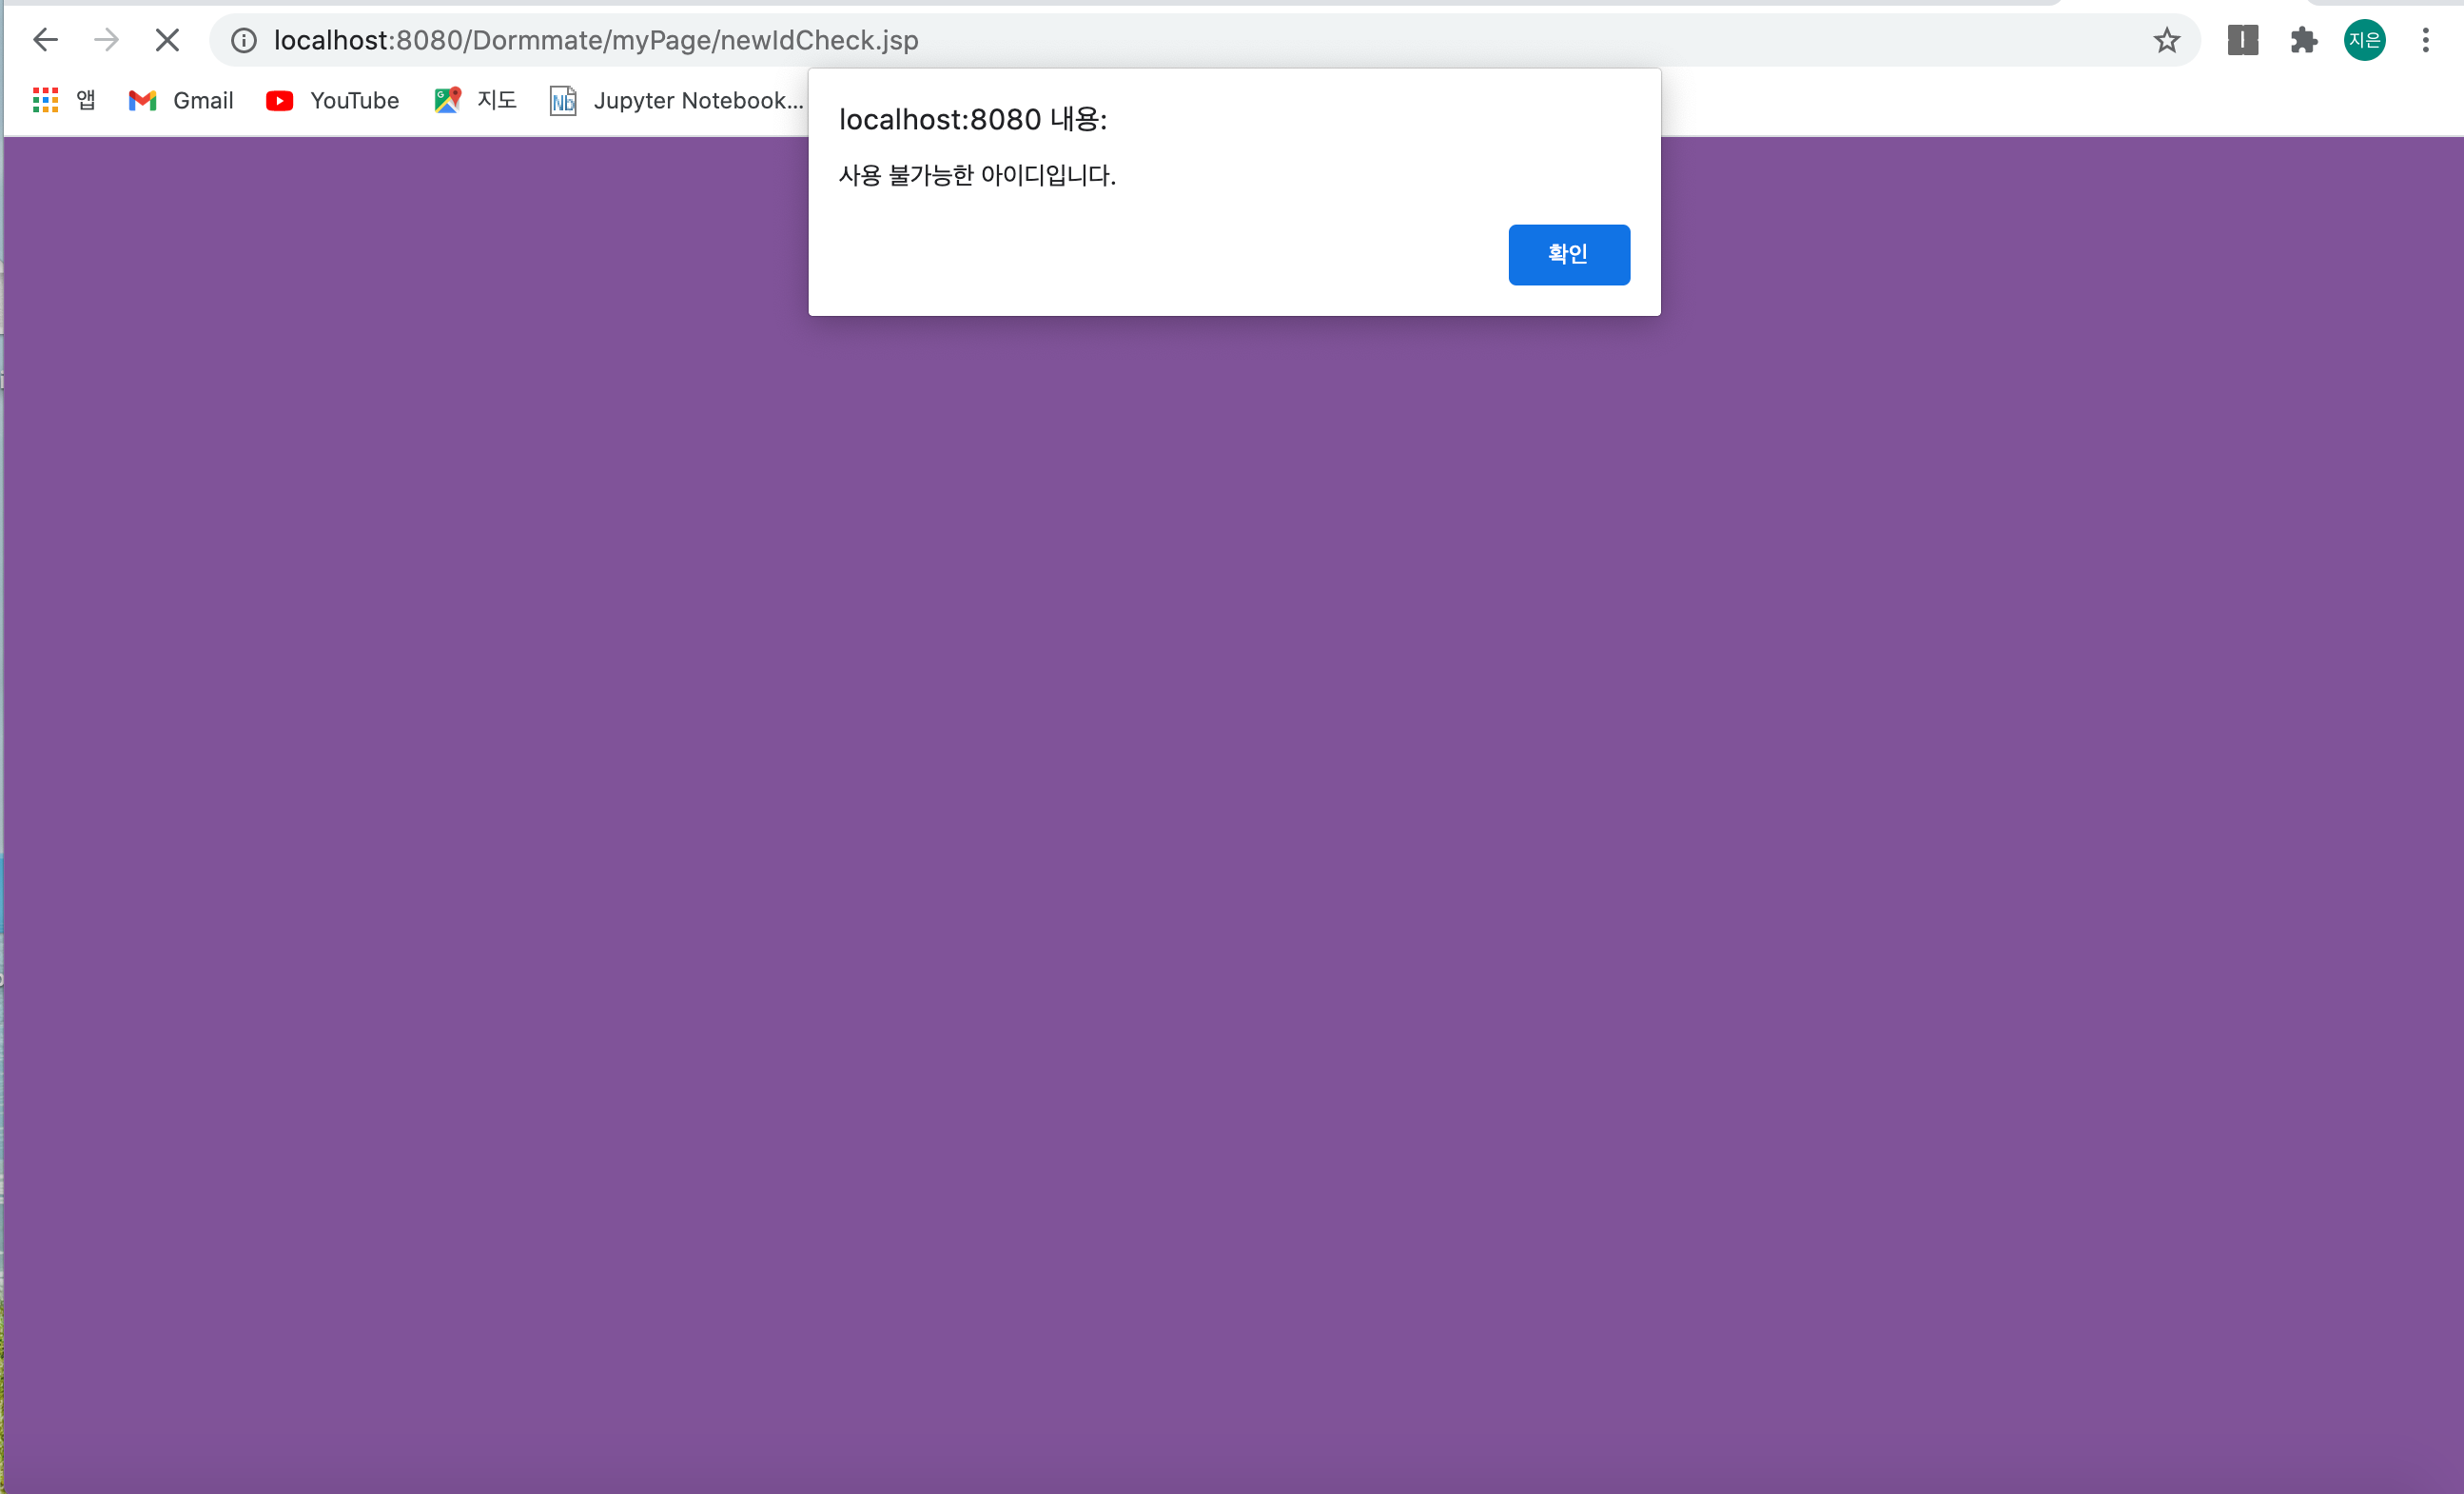 localhost:8080/Dormmate/myPage/newIdCheck.jsp
지은
앱 Gmail YouTube 지도 Jupyter Notebook...
localhost:8080 내용:
사용 불가능한 아이디입니다.
확인